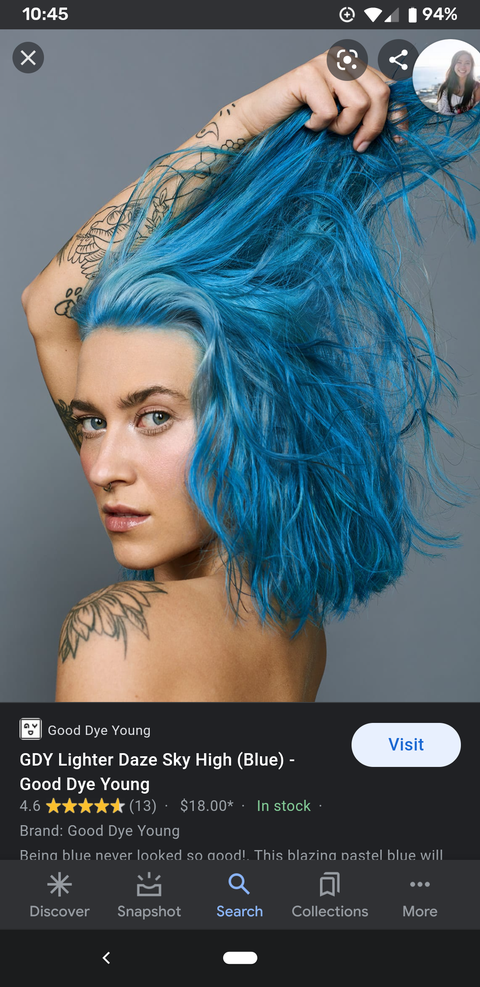 10:45
94%
Good Dye Young
Visit
GDY Lighter Daze Sky High (Blue) -
Good Dye Young
4.6 (13) · $18.00* · In stock ·
Brand: Good Dye Young
Being blue never looked so good!. This blazing pastel blue will
Discover Snapshot Search Collections More